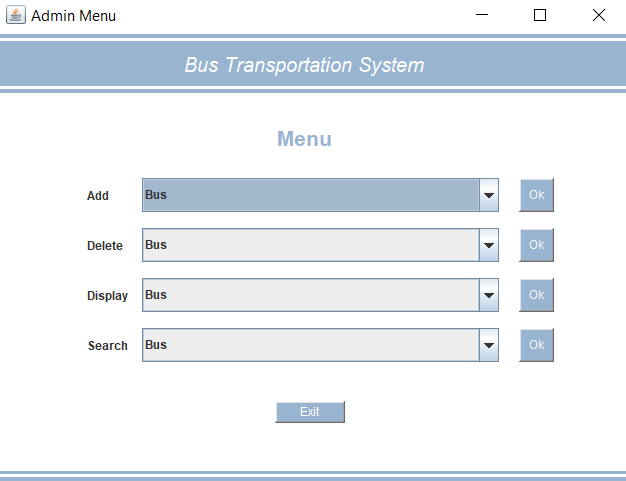 Admin Menu
Bus Transportation System
Menu
Add Bus Ok
Delete Bus Ok
Display Bus Ok
Search Bus Ok
Exit